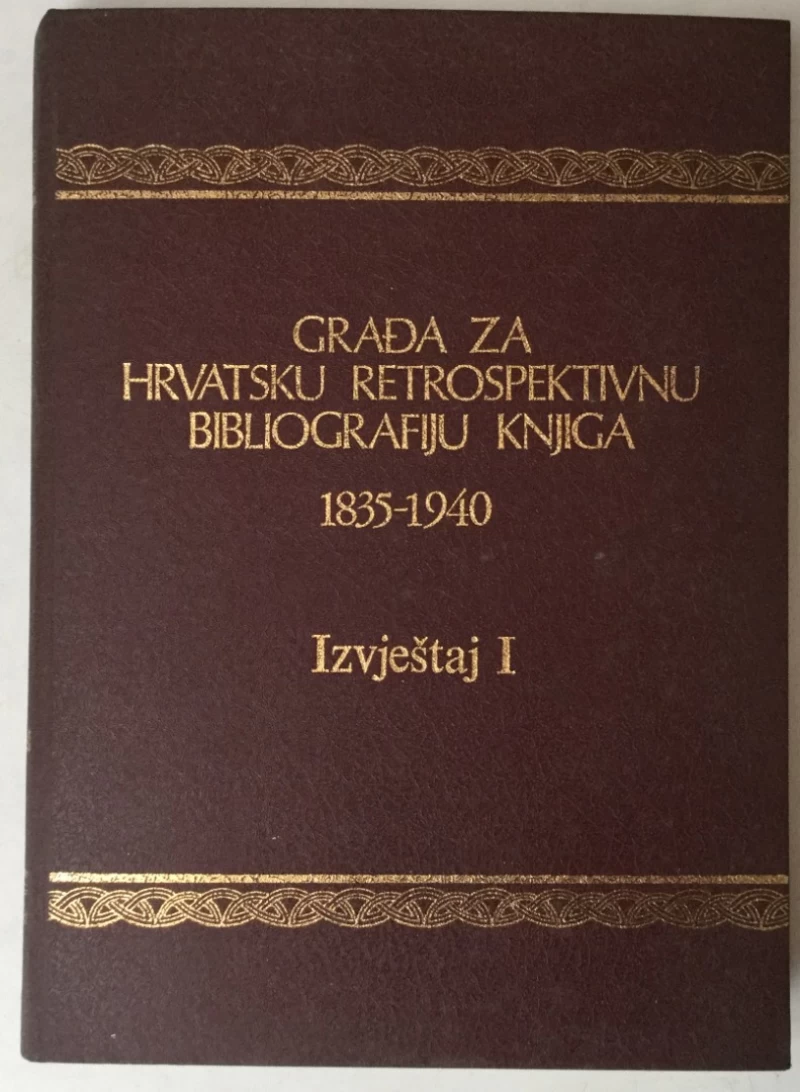 GRAĐA ZA
HRVATSKU RETROSPEKTIVNU
BIBLIOGRAFIJU KNJIGA
1835-1940
Izvještaj I